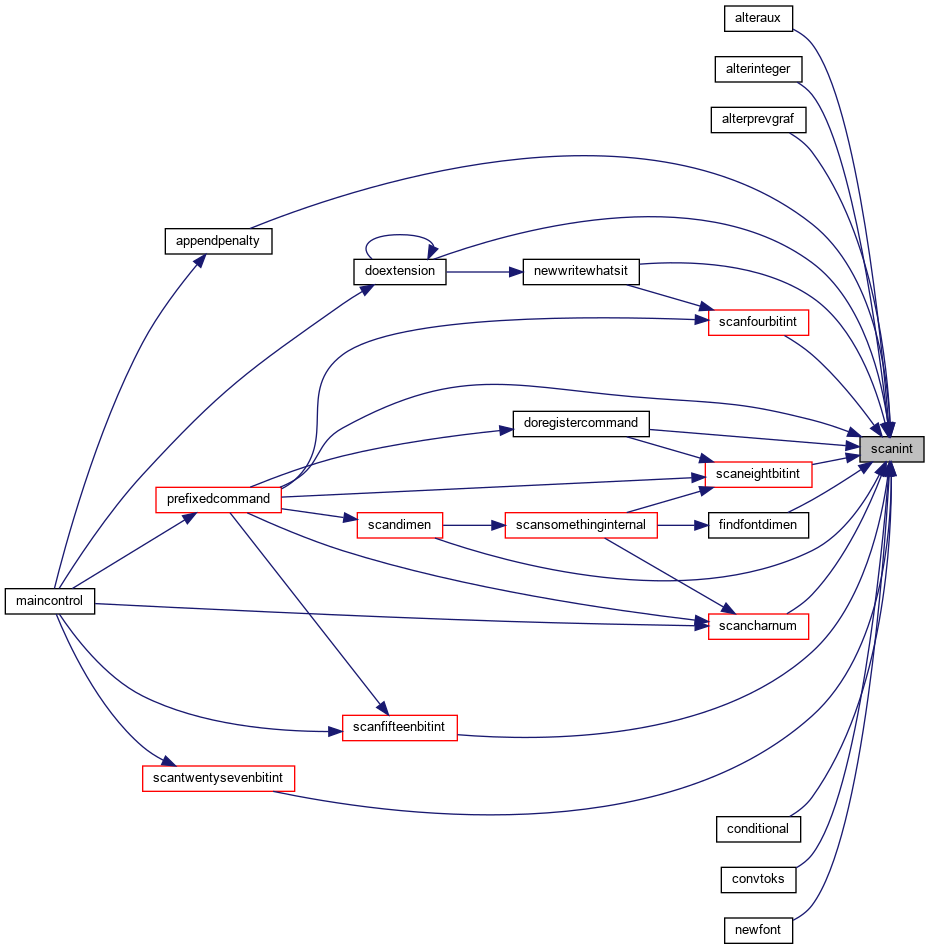 alteraux
alterinteger
alterprevgraf
appendpenalty
doextension
newwritewhatsit
scanfourbitint
doregistercommand
scanint
scaneightbitint
prefixedcommand
scandimen
scansomethinginternal
findfontdimen
maincontrol
scancharnum
scanfifteenbitint
scantwentysevenbitint
conditional
convtoks
newfont